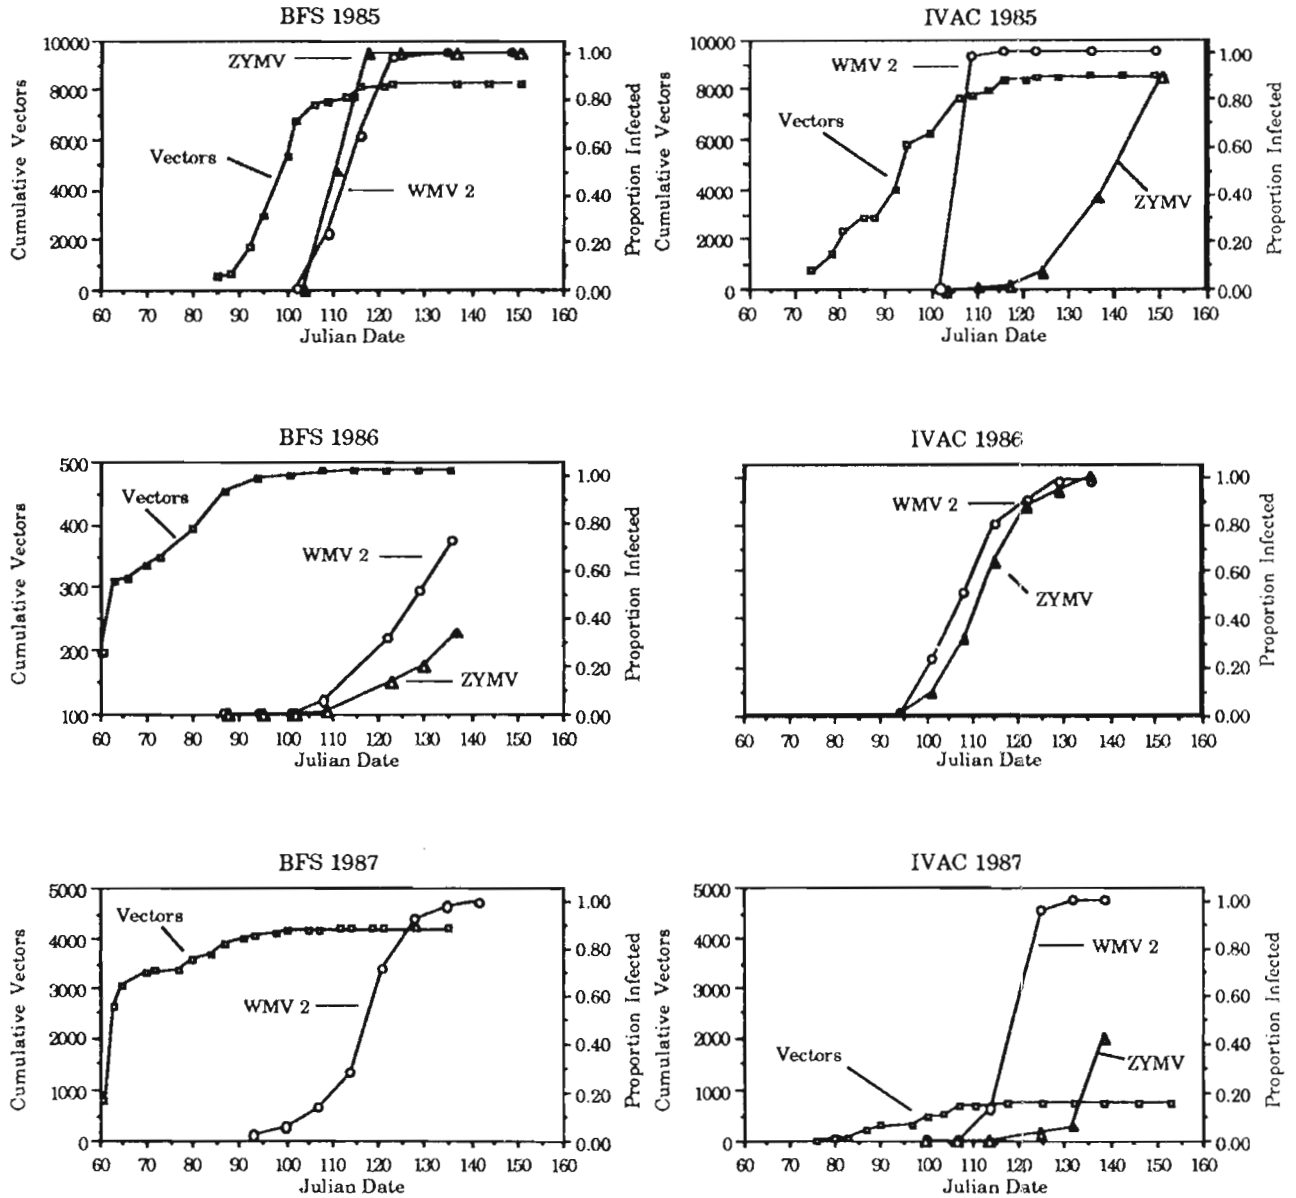 BFS 1985
Cumulative Vectors
10000
8000
6000
4000
2000
0
ZYMV
Vectors
WMV 2
1.00
0.80
0.60
0.40
0.20
0.00
Proportion Infected
60 70 80 90 100 110 120 130 140 150 160
Julian Date
IVAC 1985
Cumulative Vectors
10000
8000
6000
4000
2000
0
WMV 2
Vectors
ZYMV
1.00
0.80
0.60
0.40
0.20
0.00
Proportion Infected
60 70 80 90 100 110 120 130 140 150 160
Julian Date
BFS 1986
Cumulative Vectors
500
400
300
200
100
Vectors
WMV 2
ZYMV
1.00
0.80
0.60
0.40
0.20
0.00
Proportion Infected
60 70 80 90 100 110 120 130 140 150 160
Julian Date
IVAC 1986
WMV 2
ZYMV
1.00
0.80
0.60
0.40
0.20
0.00
Proportion Infected
60 70 80 90 100 110 120 130 140 150 160
Julian Date
BFS 1987
Cumulative Vectors
5000
4000
3000
2000
1000
0
Vectors
WMV 2
1.00
0.80
0.60
0.40
0.20
0.00
Proportion Infected
60 70 80 90 100 110 120 130 140 150 160
Julian Date
IVAC 1987
Cumulative Vectors
5000
4000
3000
2000
1000
0
WMV 2
Vectors
ZYMV
1.00
0.80
0.60
0.40
0.20
0.00
Proportion Infected
60 70 80 90 100 110 120 130 140 150 160
Julian Date